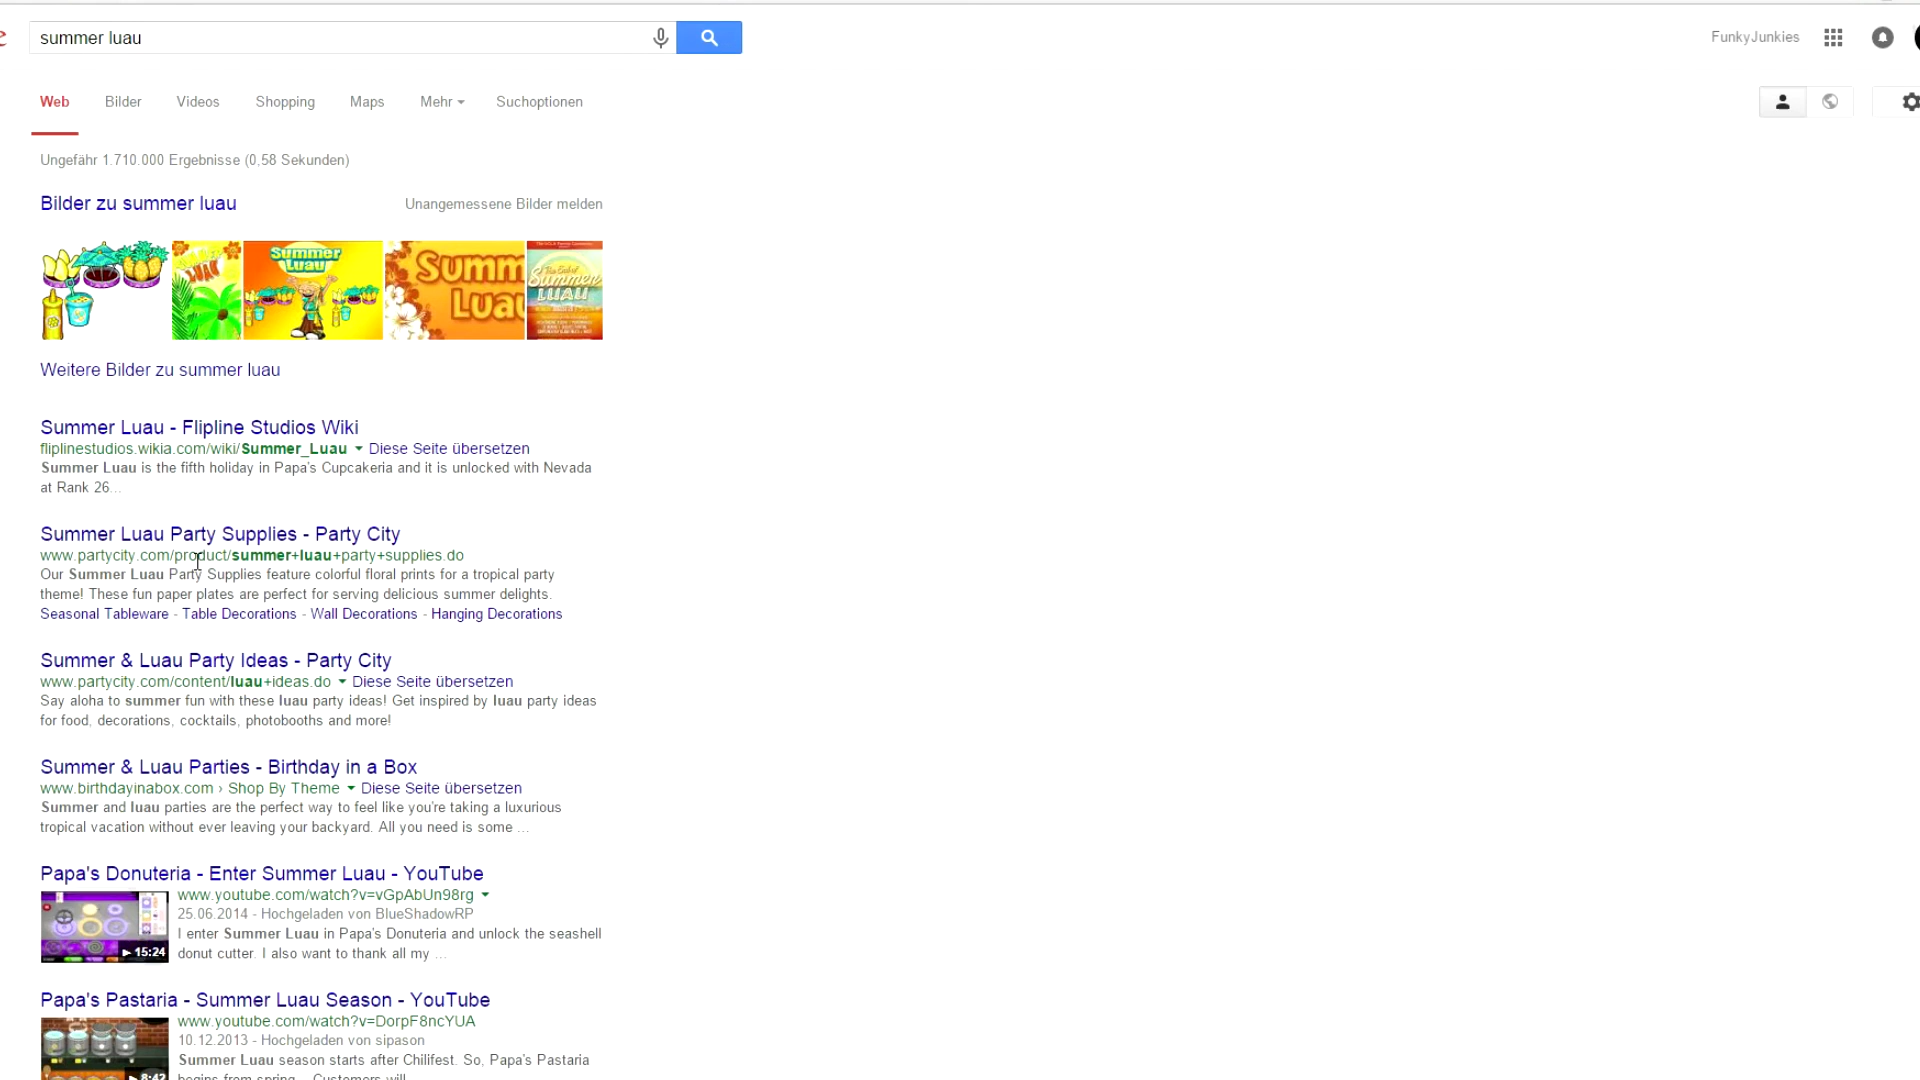 summer luau
FunkyJunkies
Web Bilder Videos Shopping Maps Mehr Suchoptionen
Ungefähr 1.710.000 Ergebnisse (0,58 Sekunden)
Bilder zu summer luau Unangemessene Bilder melden
Summer Luau
Summ Luau
The End of Summer LUAU
Weitere Bilder zu summer luau
Summer Luau - Flipline Studios Wiki
fliplinestudios.wikia.com/wiki/Summer_Luau Diese Seite übersetzen
Summer Luau is the fifth holiday in Papa's Cupcakeria and it is unlocked with Nevada
at Rank 26...
Summer Luau Party Supplies - Party City
www.partycity.com/product/summer+luau+party+supplies.do
Our Summer Luau Party Supplies feature colorful floral prints for a tropical party
theme! These fun paper plates are perfect for serving delicious summer delights.
Seasonal Tableware - Table Decorations - Wall Decorations - Hanging Decorations
Summer & Luau Party Ideas - Party City
www.partycity.com/content/luau+ideas.do Diese Seite übersetzen
Say aloha to summer fun with these luau party ideas! Get inspired by luau party ideas
for food, decorations, cocktails, photobooths and more!
Summer & Luau Parties - Birthday in a Box
www.birthdayinabox.com › Shop By Theme Diese Seite übersetzen
Summer and luau parties are the perfect way to feel like you're taking a luxurious
tropical vacation without ever leaving your backyard. All you need is some ...
Papa's Donuteria - Enter Summer Luau - YouTube
www.youtube.com/watch?v=vGpAbUn98rg
25.06.2014 - Hochgeladen von BlueShadowRP
I enter Summer Luau in Papa's Donuteria and unlock the seashell
donut cutter. I also want to thank all my ...
15:24
Papa's Pastaria - Summer Luau Season - YouTube
www.youtube.com/watch?v=DorpF8ncYUA
10.12.2013 - Hochgeladen von sipason
Summer Luau season starts after Chilifest. So, Papa's Pastaria
begins from spring... Customers will
8:42